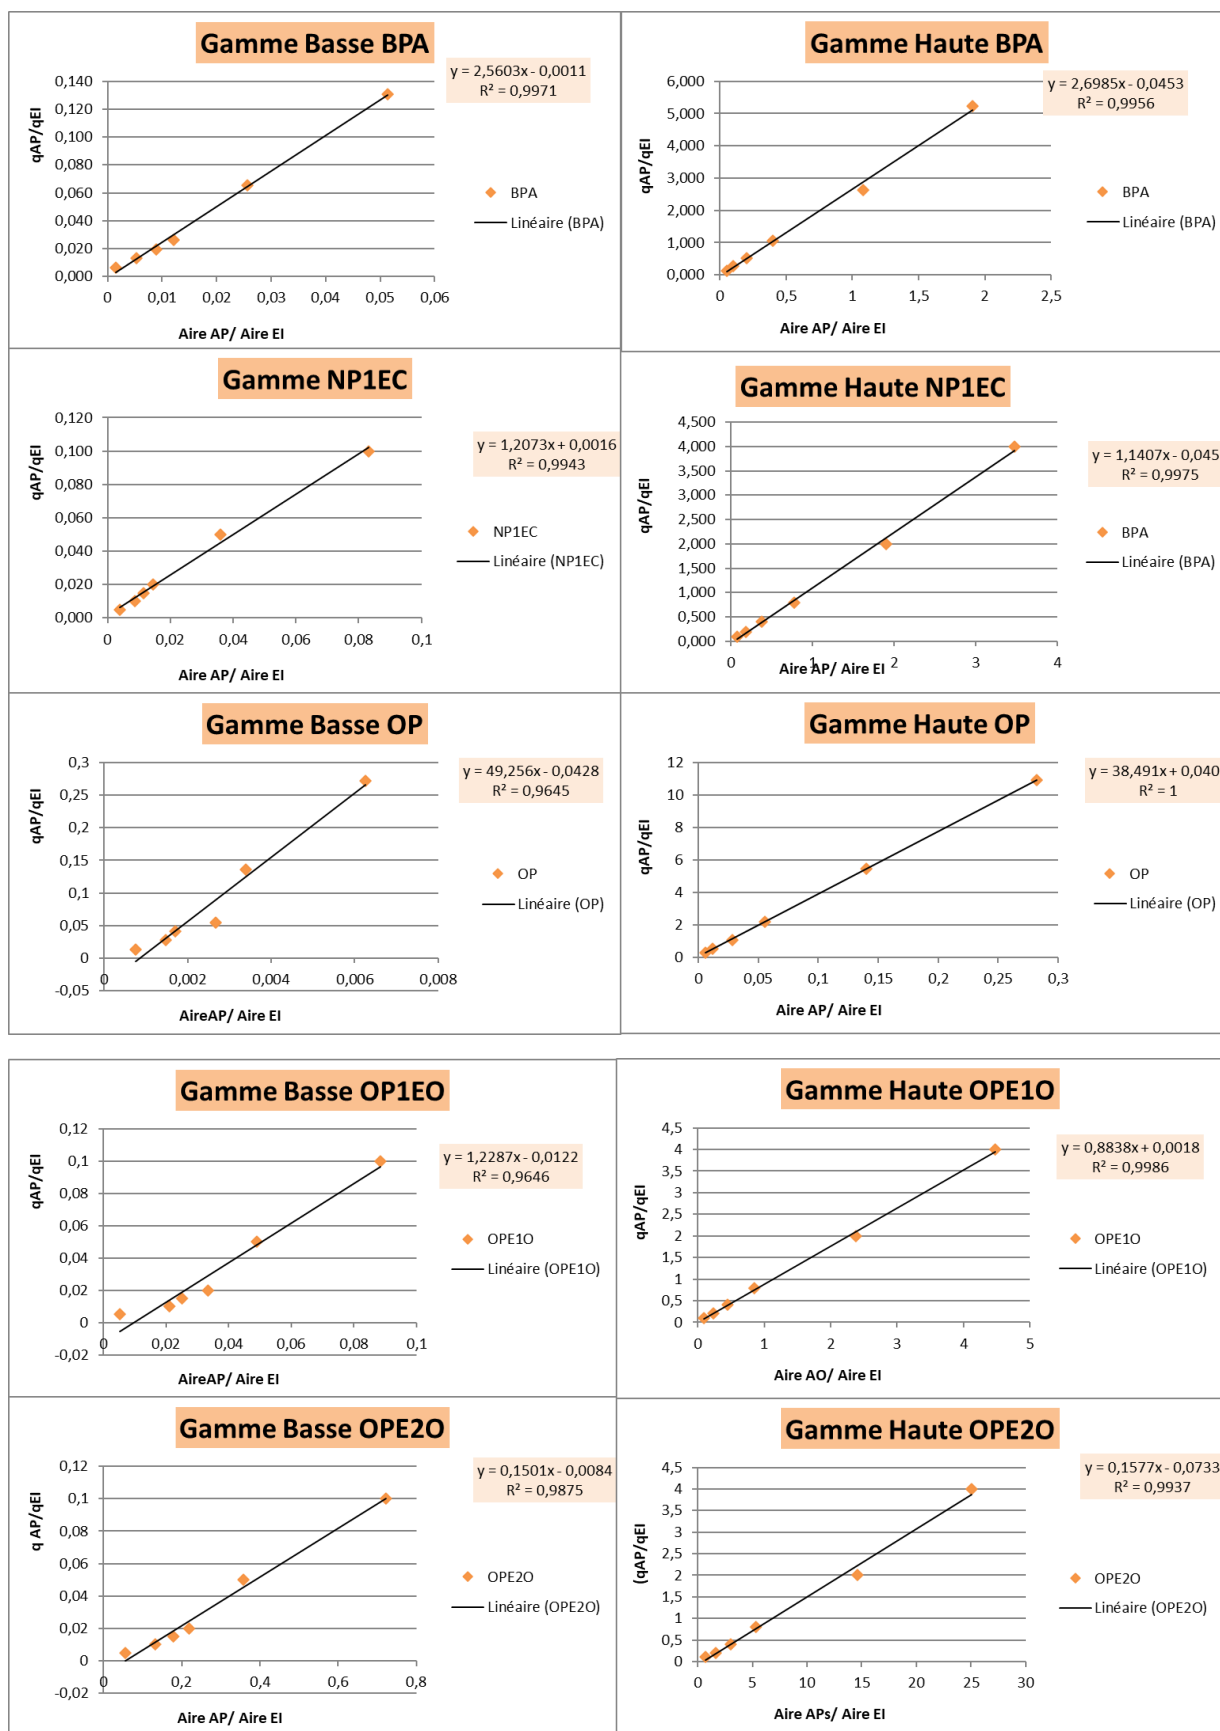 Gamme Basse BPA
y = 2,5603x - 0,0011
R² = 0,9971
0,140
0,120
0,100
0,080
0,060
0,040
0,020
0,000
qAP/qEI
0
0,01
0,02
0,03
0,04
0,05
0,06
Aire AP/ Aire EI
BPA
Linéaire (BPA)
Gamme Haute BPA
y = 2,6985x - 0,0453
R² = 0,9956
6,000
5,000
4,000
3,000
2,000
1,000
0,000
qAP/qEI
0
0,5
1
1,5
2
2,5
Aire AP/ Aire EI
BPA
Linéaire (BPA)
Gamme NP1EC
y = 1,2073x + 0,0016
R² = 0,9943
0,120
0,100
0,080
0,060
0,040
0,020
0,000
qAP/qEI
0
0,02
0,04
0,06
0,08
0,1
Aire AP/ Aire EI
NP1EC
Linéaire (NP1EC)
Gamme Haute NP1EC
y = 1,1407x - 0,045
R² = 0,9975
4,500
4,000
3,500
3,000
2,500
2,000
1,500
1,000
0,500
0,000
qAP/qEI
0
1
2
3
4
Aire AP/ Aire EI
BPA
Linéaire (BPA)
Gamme Basse OP
y = 49,256x - 0,0428
R² = 0,9645
0,3
0,25
0,2
0,15
0,1
0,05
0
-0,05
qAP/qEI
0
0,002
0,004
0,006
0,008
AireAP/ Aire EI
OP
Linéaire (OP)
Gamme Haute OP
y = 38,491x + 0,040
R² = 1
12
10
8
6
4
2
0
qAP/qEI
0
0,05
0,1
0,15
0,2
0,25
0,3
Aire AP/ Aire EI
OP
Linéaire (OP)
Gamme Basse OP1EO
y = 1,2287x - 0,0122
R² = 0,9646
0,12
0,1
0,08
0,06
0,04
0,02
0
-0,02
qAP/qEI
0
0,02
0,04
0,06
0,08
0,1
AireAP/ Aire EI
OPE1O
Linéaire (OPE1O)
Gamme Haute OPE1O
y = 0,8838x + 0,0018
R² = 0,9986
4,5
4
3,5
3
2,5
2
1,5
1
0,5
0
qAP/qEI
0
1
2
3
4
5
Aire AO/ Aire EI
OPE1O
Linéaire (OPE1O)
Gamme Basse OPE2O
y = 0,1501x - 0,0084
R² = 0,9875
0,12
0,1
0,08
0,06
0,04
0,02
0
-0,02
q AP/qEI
0
0,2
0,4
0,6
0,8
Aire AP/ Aire EI
OPE2O
Linéaire (OPE2O)
Gamme Haute OPE2O
y = 0,1577x - 0,0733
R² = 0,9937
4,5
4
3,5
3
2,5
2
1,5
1
0,5
0
(qAP/qEI
0
5
10
15
20
25
30
Aire APs/ Aire EI
OPE2O
Linéaire (OPE2O)